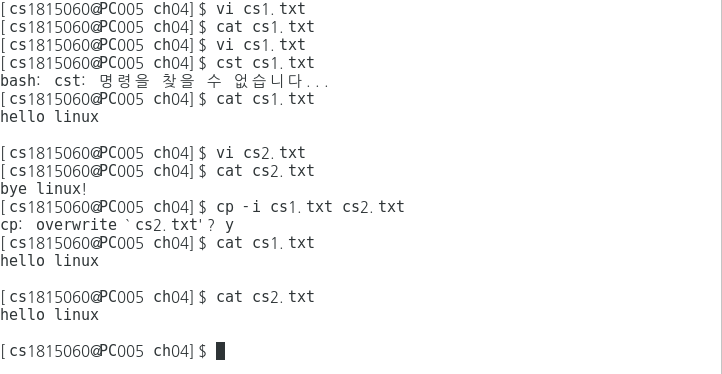 [cs1815060@PC005 ch04]$ vi cs1.txt
[cs1815060@PC005 ch04]$ cat cs1.txt
[cs1815060@PC005 ch04]$ vi cs1.txt
[cs1815060@PC005 ch04]$ cst cs1.txt
bash: cst: 명령을 찾을 수 없습니다...
[cs1815060@PC005 ch04]$ cat cs1.txt
hello linux
[cs1815060@PC005 ch04]$ vi cs2.txt
[cs1815060@PC005 ch04]$ cat cs2.txt
bye linux!
[cs1815060@PC005 ch04]$ cp -i cs1.txt cs2.txt
cp: overwrite `cs2.txt'? y
[cs1815060@PC005 ch04]$ cat cs1.txt
hello linux
[cs1815060@PC005 ch04]$ cat cs2.txt
hello linux
[cs1815060@PC005 ch04]$